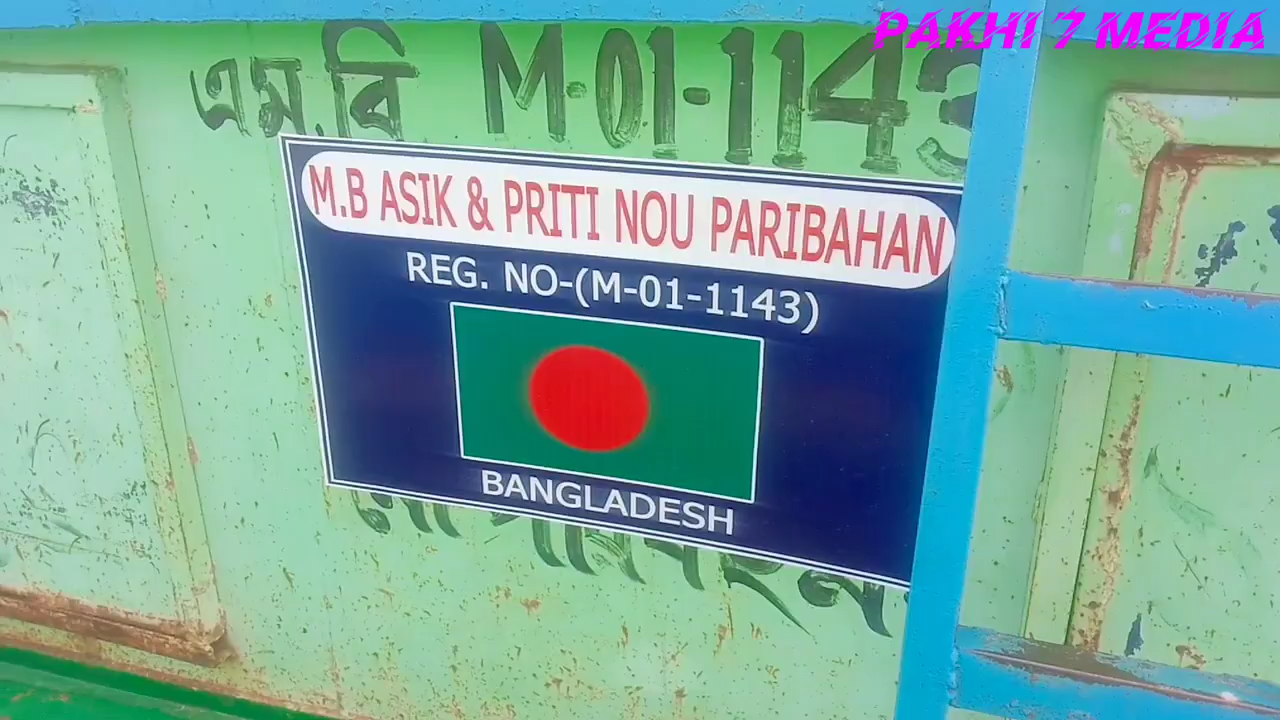 PAKHI 7 MEDIA
এম.বি M-01-1143
M.B ASIK & PRITI NOU PARIBAHAN
REG. NO-(M-01-1143)
BANGLADESH